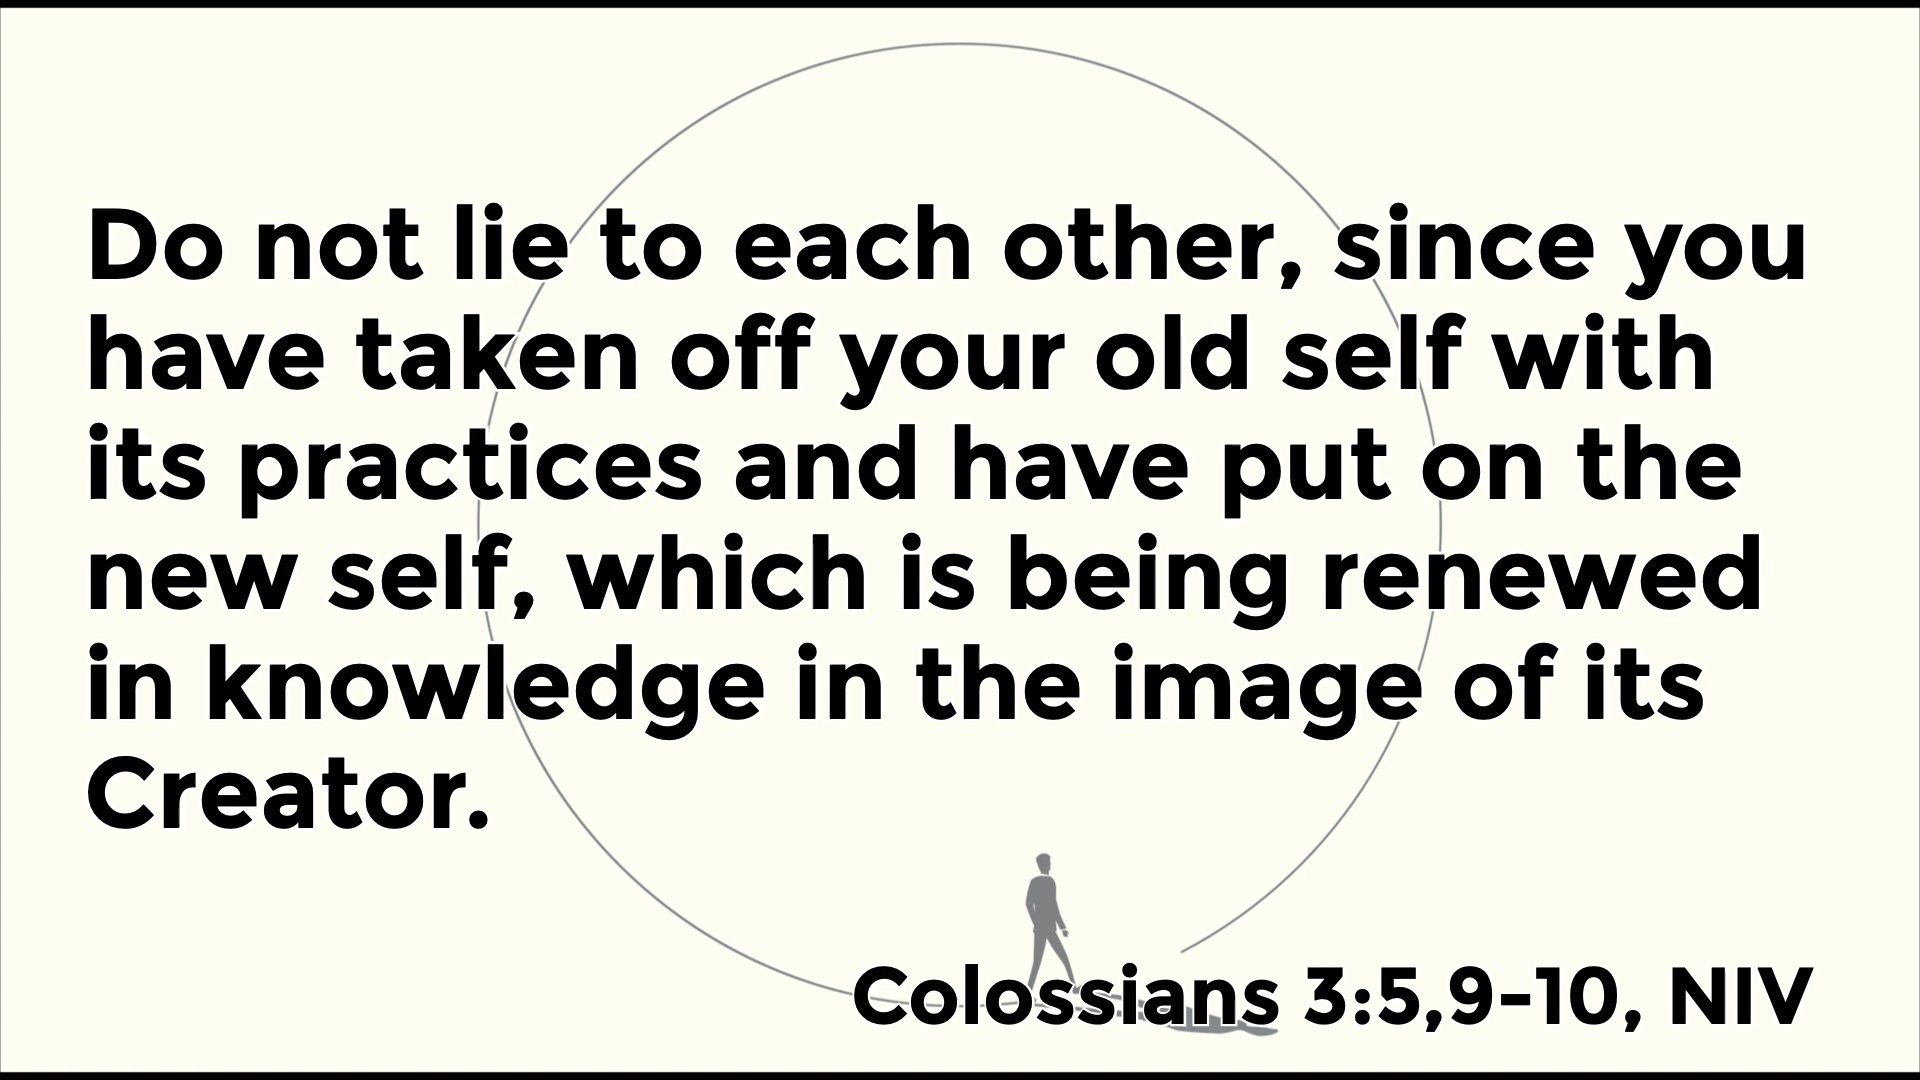 Do not lie to each other, since you
have taken off your old self with
its practices and have put on the
new self, which is being renewed
in knowledge in the image of its
Creator.
Colossians 3:5,9-10, NIV